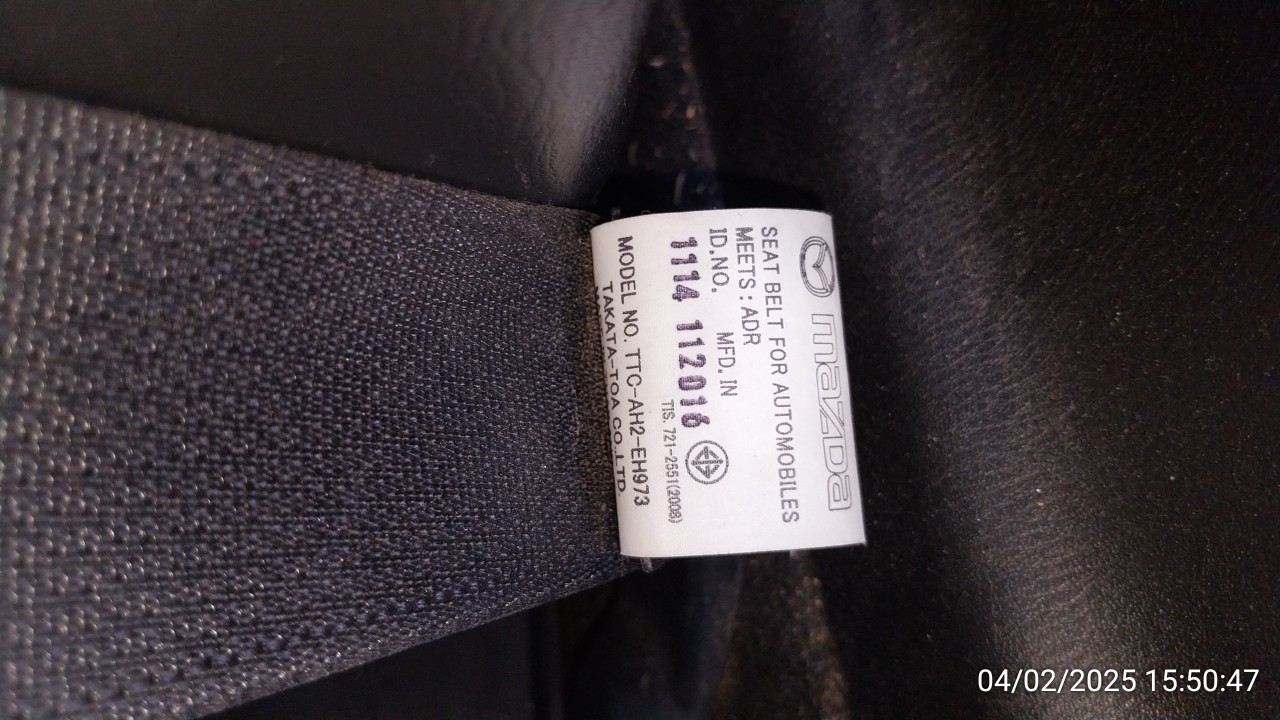 mazda
SEAT BELT FOR AUTOMOBILES
MEETS : ADR
ID.NO. MFD. IN
1114 112016
TIS. 721-2551(2008)
MODEL NO. TTC-AH2-EH973
TAKATA-TOA CO.,LTD.
04/02/2025 15:50:47